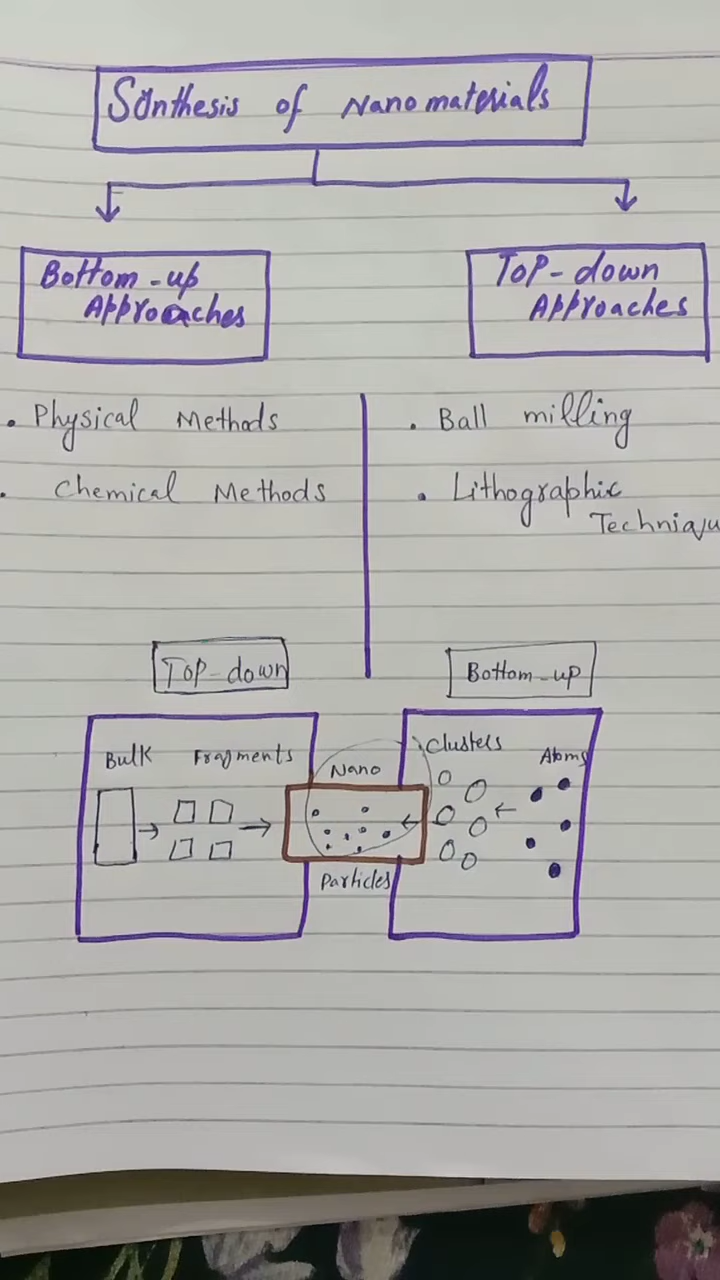 Synthesis of Nanomaterials
Bottom-up
Approaches
Top-down
Approaches
• Physical Methods
• Chemical Methods
• Ball milling
• Lithographic
Techniqu
Top-down
Bottom-up
Bulk Fragments
Nano
Particles
Clusters
Atoms